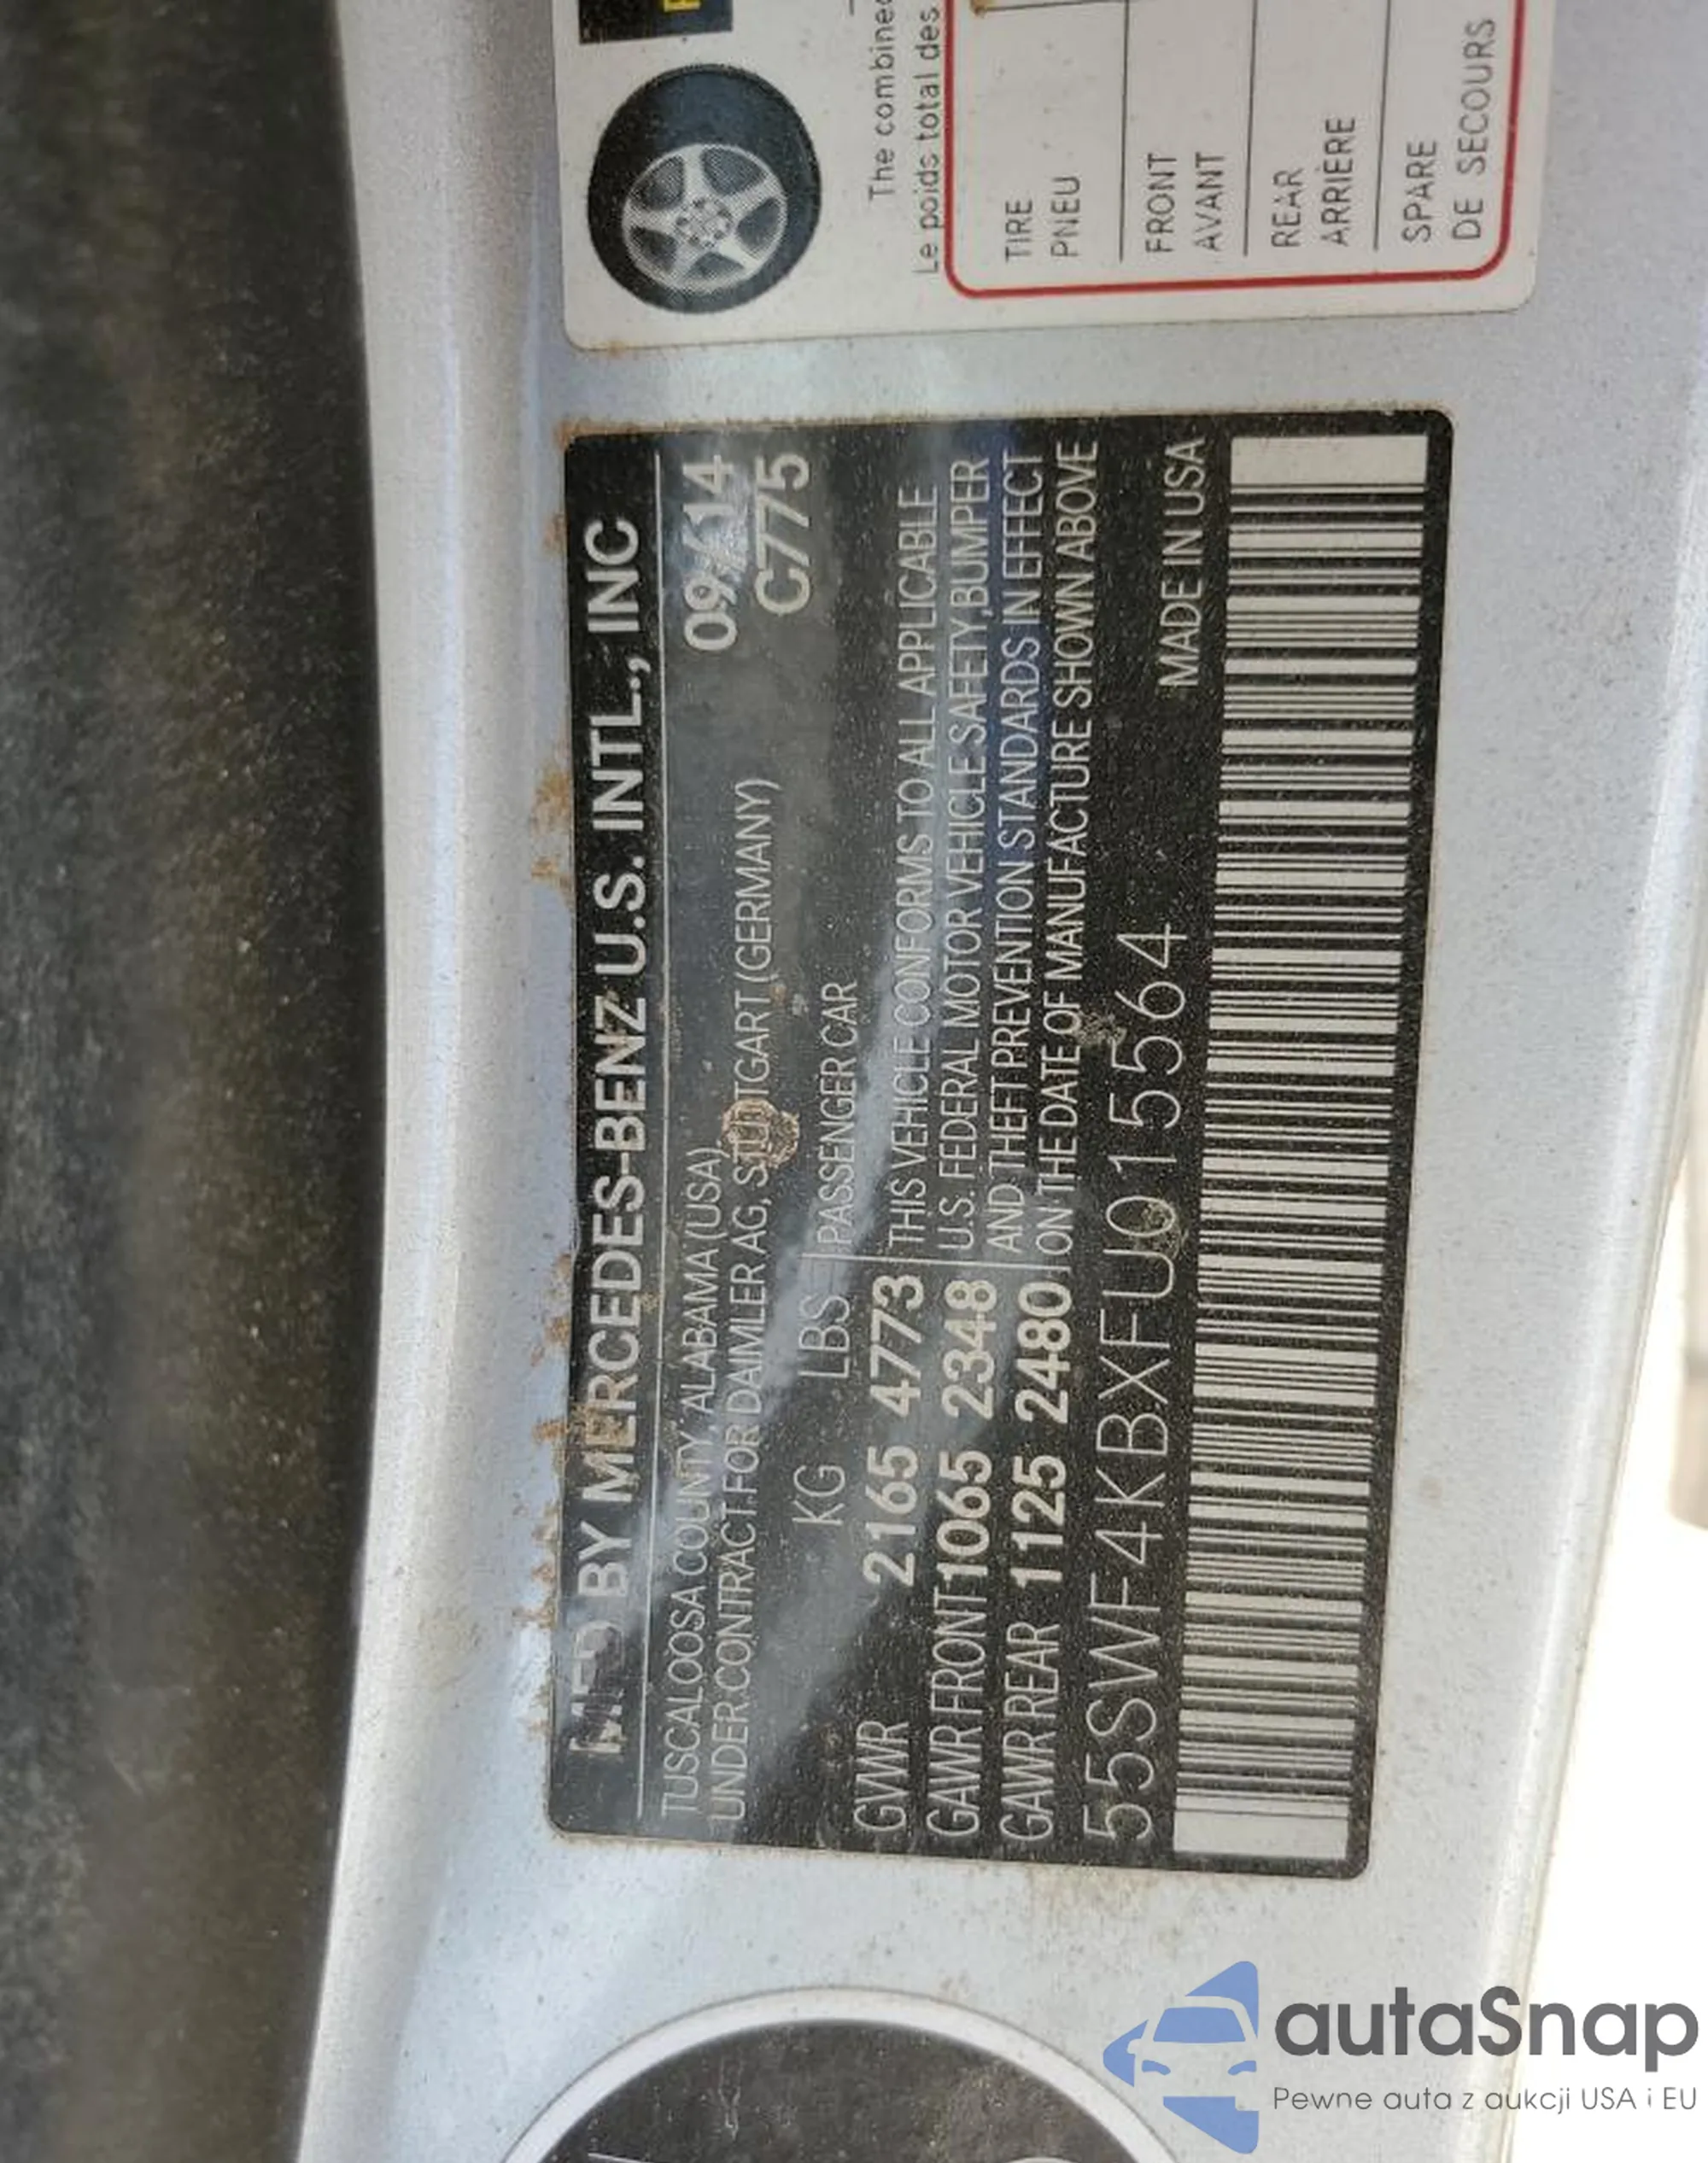 MFD BY MERCEDES-BENZ U.S. INTL., INC
TUSCALOOSA COUNTY, ALABAMA (USA)
09/14
UNDER CONTRACT FOR DAIMLER AG, STUTTGART (GERMANY)
C775
KG LBS PASSENGER CAR
GVWR 2165 4773 THIS VEHICLE CONFORMS TO ALL APPLICABLE
GAWR FRONT 1065 2348 U.S. FEDERAL MOTOR VEHICLE SAFETY, BUMPER
GAWR REAR 1125 2480 AND THEFT PREVENTION STANDARDS IN EFFECT
ON THE DATE OF MANUFACTURE SHOWN ABOVE
55SWF4KBXFU015564
MADE IN USA
The combined
Le poids total des
TIRE
PNEU
FRONT
AVANT
REAR
ARRIÈRE
SPARE
DE SECOURS
autaSnap
Pewne auta z aukcji USA i EU